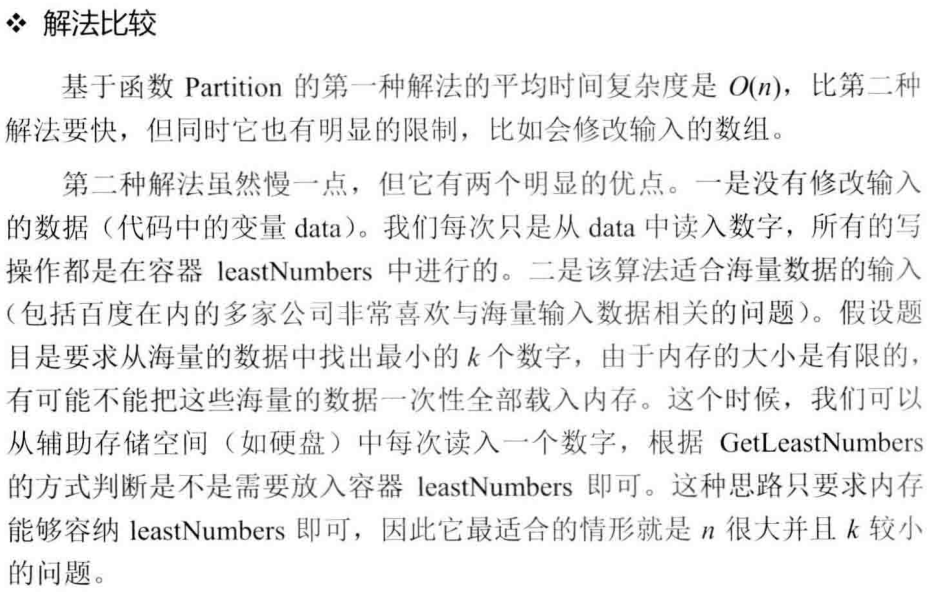 ❖ 解法比较
基于函数 Partition 的第一种解法的平均时间复杂度是 O(n)，比第二种
解法要快，但同时它也有明显的限制，比如会修改输入的数组。
第二种解法虽然慢一点，但它有两个明显的优点。一是没有修改输入
的数据（代码中的变量 data）。我们每次只是从 data 中读入数字，所有的写
操作都是在容器 leastNumbers 中进行的。二是该算法适合海量数据的输入
（包括百度在内的多家公司非常喜欢与海量输入数据相关的问题）。假设题
目是要求从海量的数据中找出最小的 k 个数字，由于内存的大小是有限的，
有可能不能把这些海量的数据一次性全部载入内存。这个时候，我们可以
从辅助存储空间（如硬盘）中每次读入一个数字，根据 GetLeastNumbers
的方式判断是不是需要放入容器 leastNumbers 即可。这种思路只要求内存
能够容纳 leastNumbers 即可，因此它最适合的情形就是 n 很大并且 k 较小
的问题。